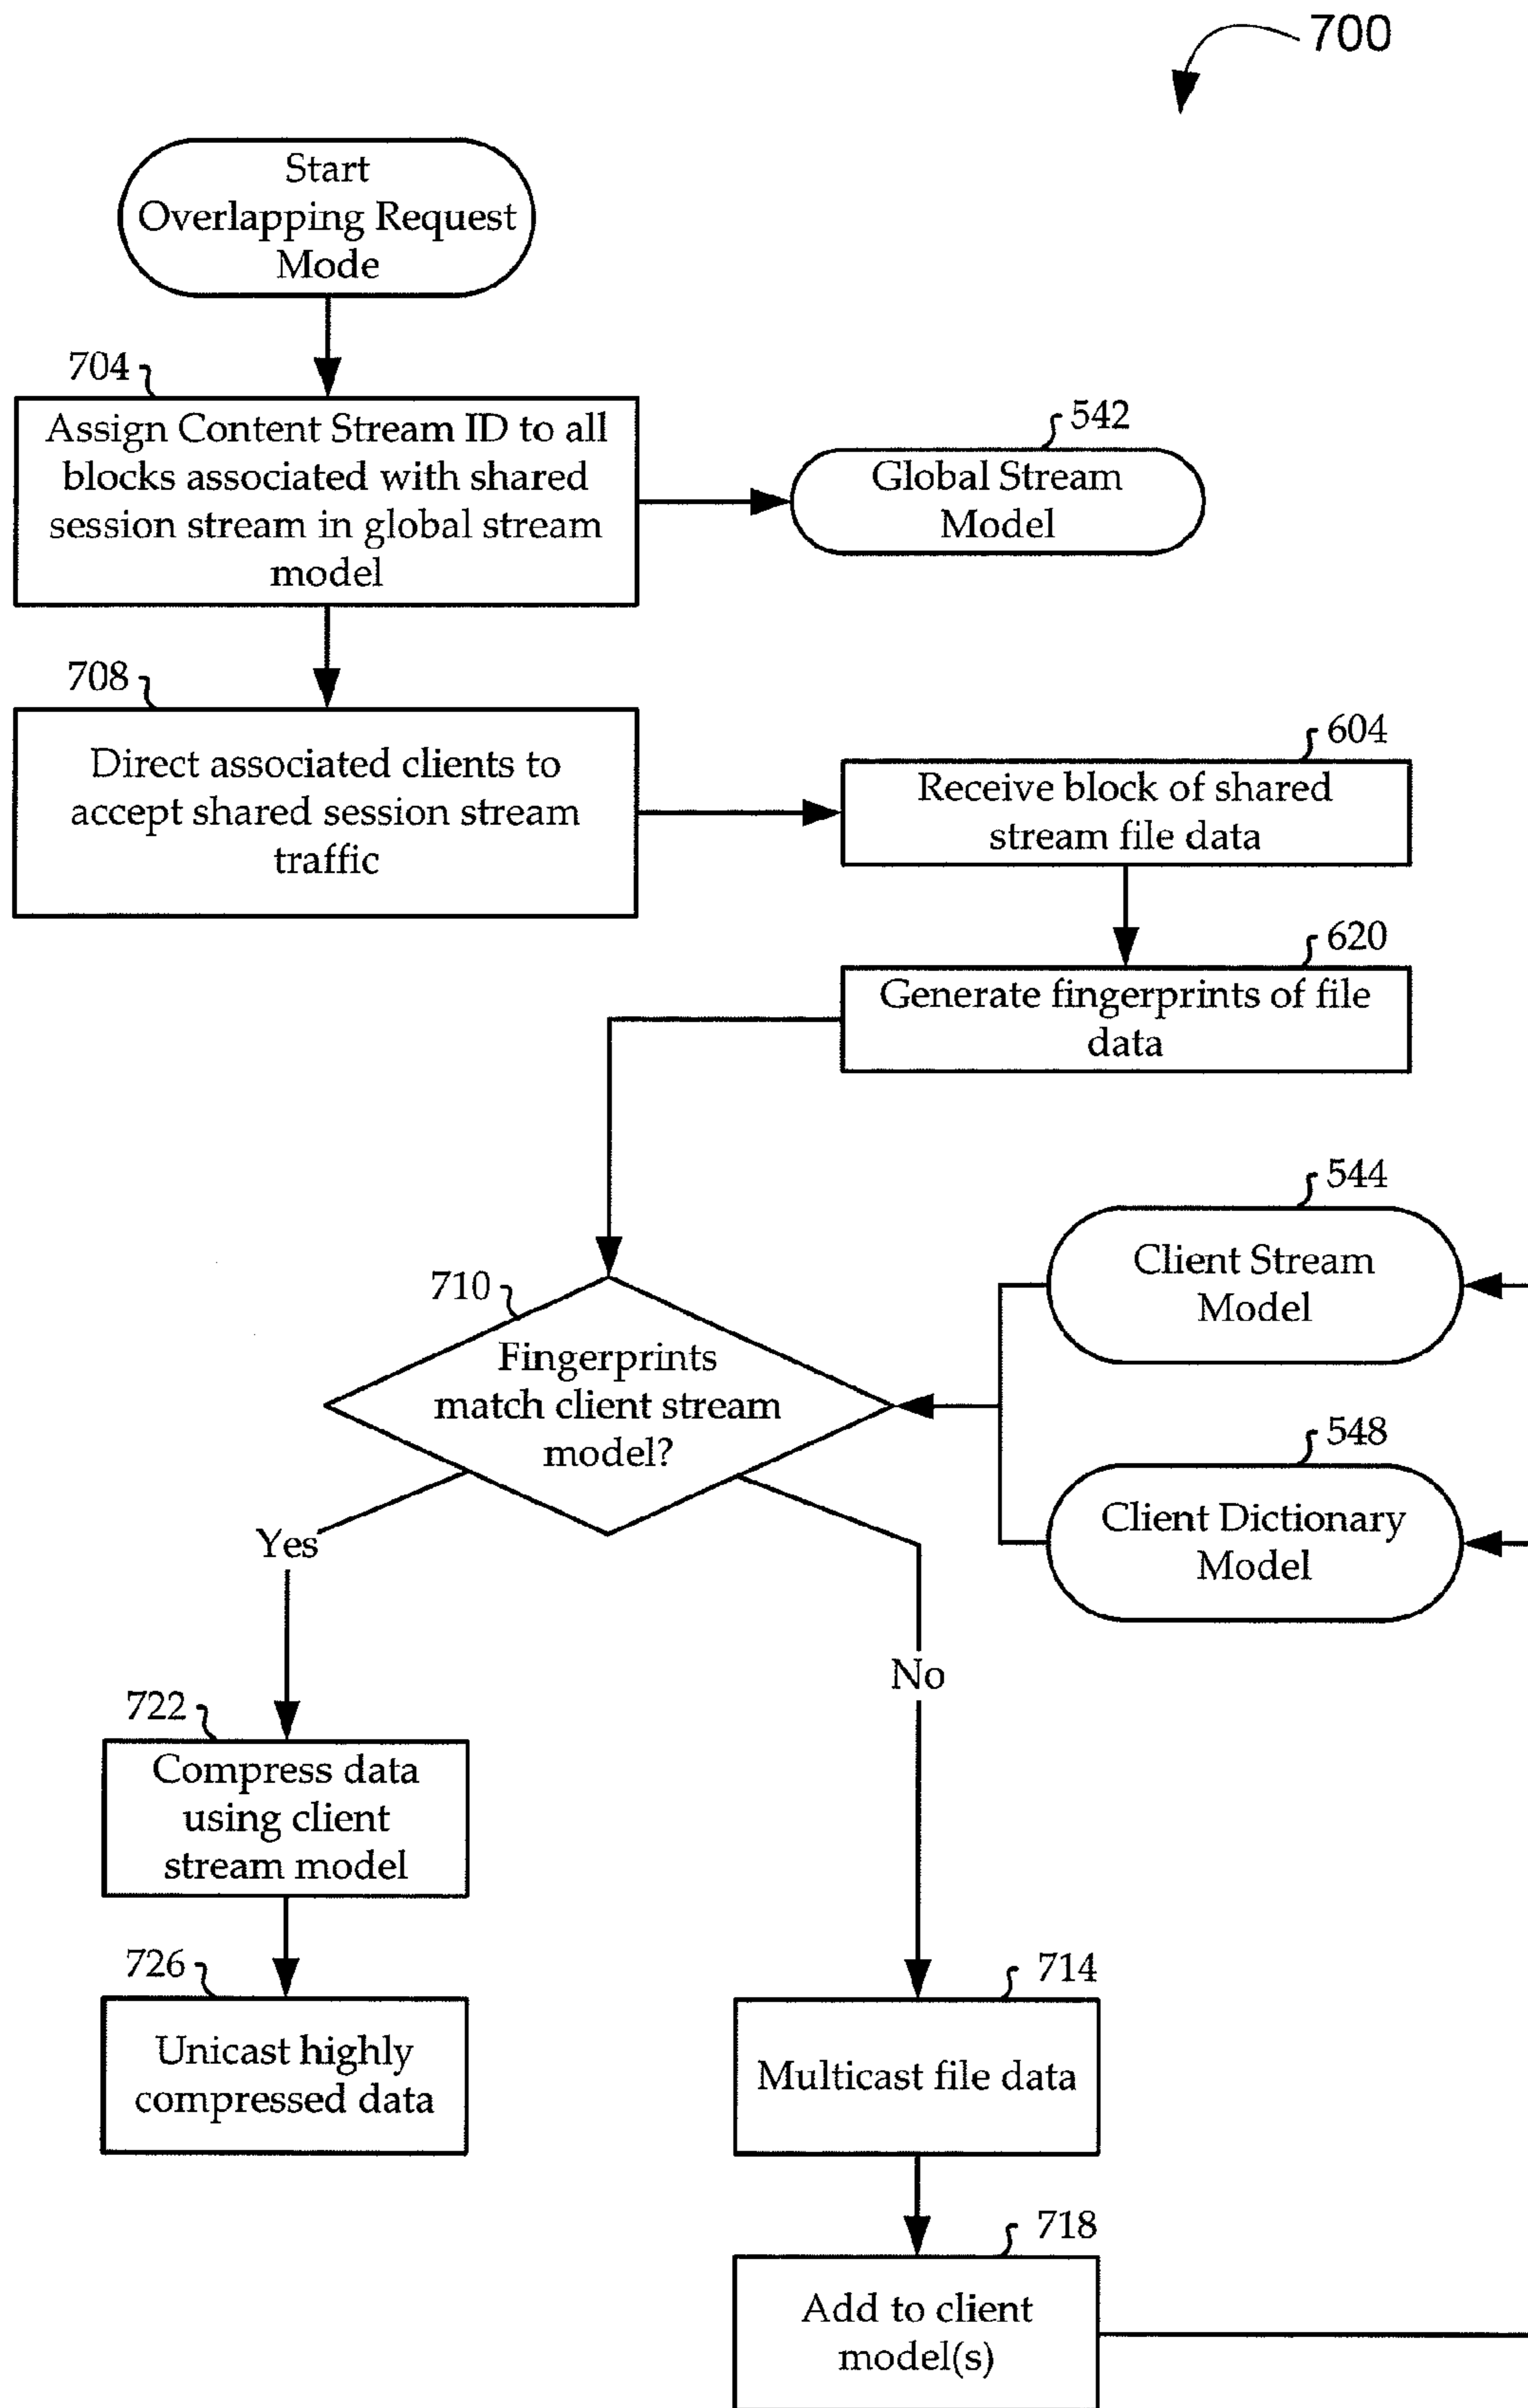 700
Start
Overlapping Request
Mode
704
Assign Content Stream ID to all
blocks associated with shared
session stream in global stream
model
542
Global Stream
Model
708
Direct associated clients to
accept shared session stream
traffic
604
Receive block of shared
stream file data
620
Generate fingerprints of file
data
544
Client Stream
Model
710
Fingerprints
match client stream
model?
548
Client Dictionary
Model
Yes
No
722
Compress data
using client
stream model
726
Unicast highly
compressed data
714
Multicast file data
718
Add to client
model(s)